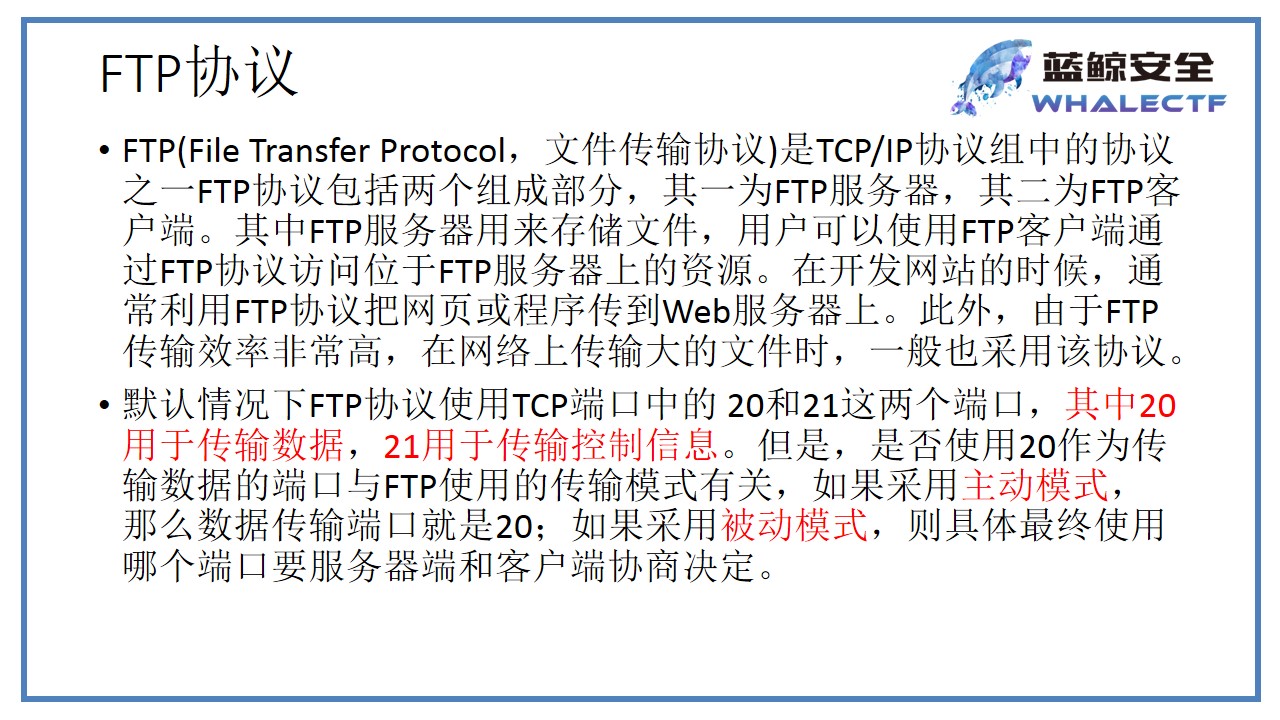 FTP协议
蓝鲸安全
WHALECTF
• FTP(File Transfer Protocol，文件传输协议)是TCP/IP协议组中的协议
之一FTP协议包括两个组成部分，其一为FTP服务器，其二为FTP客
户端。其中FTP服务器用来存储文件，用户可以使用FTP客户端通
过FTP协议访问位于FTP服务器上的资源。在开发网站的时候，通
常利用FTP协议把网页或程序传到Web服务器上。此外，由于FTP
传输效率非常高，在网络上传输大的文件时，一般也采用该协议。
• 默认情况下FTP协议使用TCP端口中的 20和21这两个端口，其中20
用于传输数据，21用于传输控制信息。但是，是否使用20作为传
输数据的端口与FTP使用的传输模式有关，如果采用主动模式，
那么数据传输端口就是20；如果采用被动模式，则具体最终使用
哪个端口要服务器端和客户端协商决定。